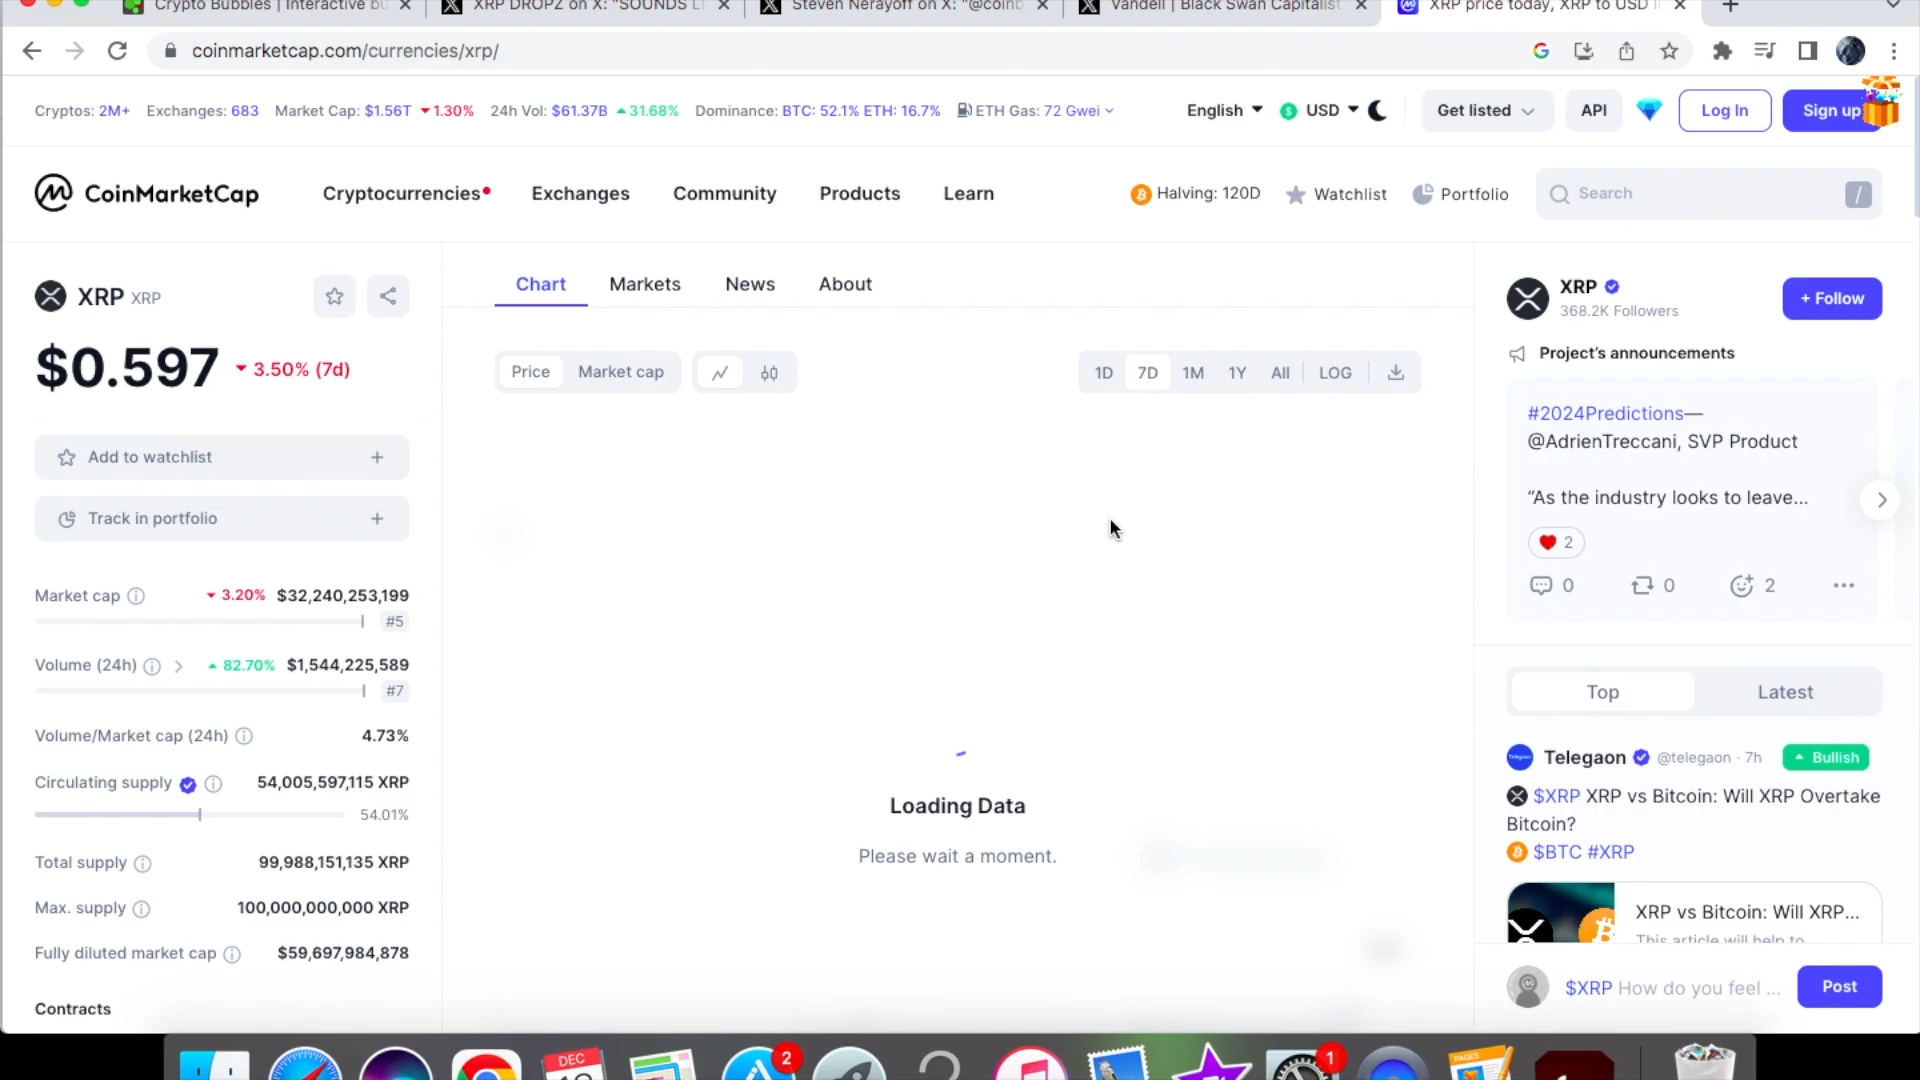 Crypto Bubbles | Interactive bu
XRP DROPZ on X: "SOUNDS L
Steven Nerayoff on X: "@coinb
Vandell | Black Swan Capitalist
XRP price today, XRP to USD l
coinmarketcap.com/currencies/xrp/
Cryptos: 2M+ Exchanges: 683 Market Cap: $1.56T 1.30% 24h Vol: $61.37B 31.68% Dominance: BTC: 52.1% ETH: 16.7% ETH Gas: 72 Gwei
English USD Get listed API Log In Sign up
CoinMarketCap
Cryptocurrencies Exchanges Community Products Learn
Halving: 120D Watchlist Portfolio Search /
XRP XRP
$0.597 3.50% (7d)
Add to watchlist +
Track in portfolio +
Market cap 3.20% $32,240,253,199
#5
Volume (24h) 82.70% $1,544,225,589
#7
Volume/Market cap (24h) 4.73%
Circulating supply 54,005,597,115 XRP
54.01%
Total supply 99,988,151,135 XRP
Max. supply 100,000,000,000 XRP
Fully diluted market cap $59,697,984,878
Contracts
Chart Markets News About
Price Market cap
1D 7D 1M 1Y All LOG
Loading Data
Please wait a moment.
XRP
368.2K Followers
+ Follow
Project's announcements
#2024Predictions—
@AdrienTreccani, SVP Product
“As the industry looks to leave...
2
0 0 2
Top Latest
Telegaon @telegaon · 7h Bullish
$XRP XRP vs Bitcoin: Will XRP Overtake
Bitcoin?
$BTC #XRP
XRP vs Bitcoin: Will XRP...
This article will help to
$XRP How do you feel ...
Post
DEC
2
1
PAGES